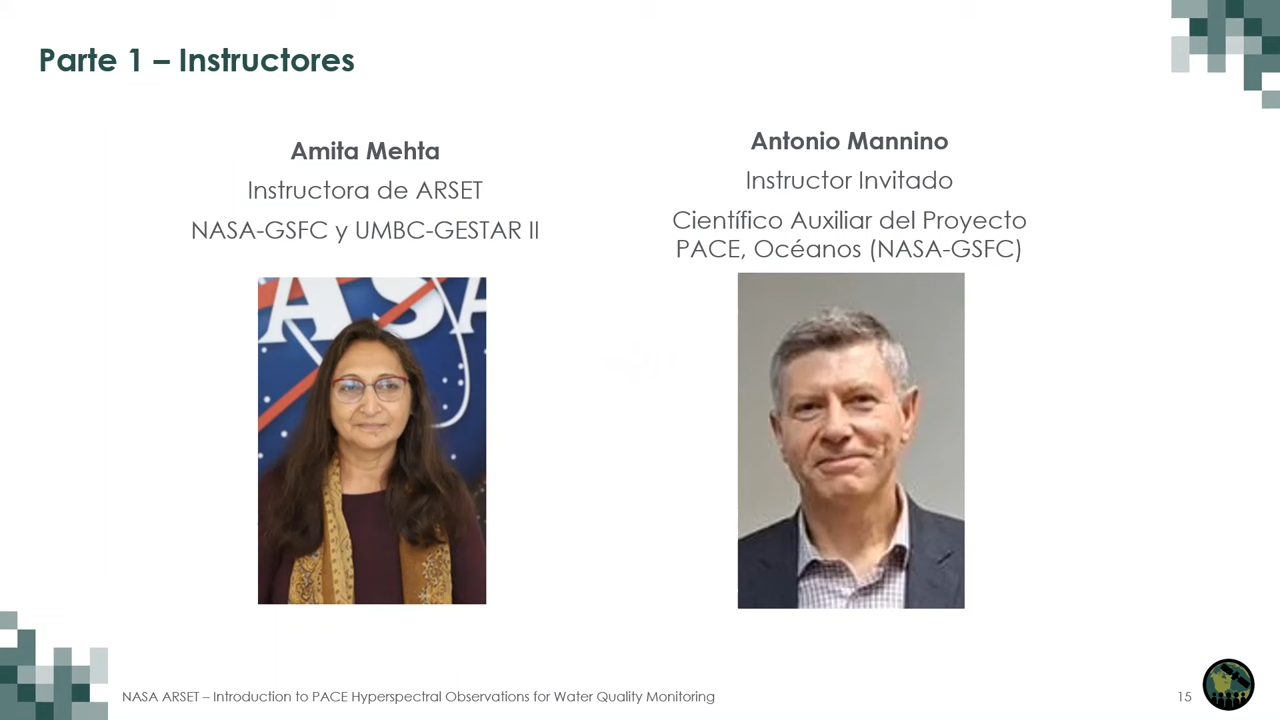 Parte 1 – Instructores
Amita Mehta
Instructora de ARSET
NASA-GSFC y UMBC-GESTAR II
Antonio Mannino
Instructor Invitado
Científico Auxiliar del Proyecto
PACE, Océanos (NASA-GSFC)
NASA
NASA ARSET – Introduction to PACE Hyperspectral Observations for Water Quality Monitoring
15